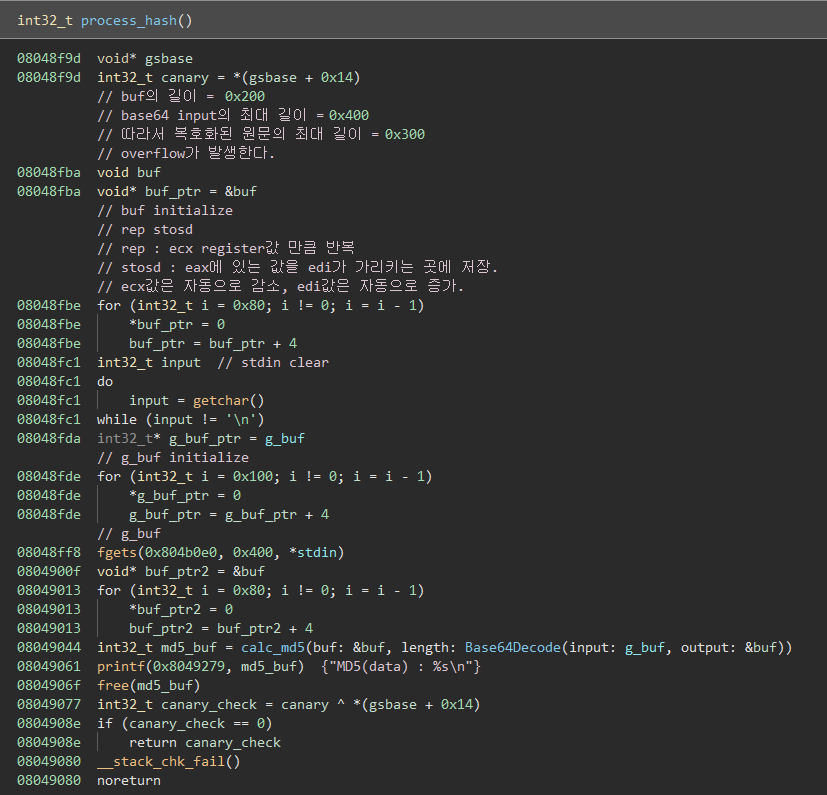 int32_t process_hash()
08048f9d void* gsbase
08048f9d int32_t canary = *(gsbase + 0x14)
// buf의 길이 = 0x200
// base64 input의 최대 길이 = 0x400
// 따라서 복호화된 원문의 최대 길이 = 0x300
// overflow가 발생한다.
08048fba void buf
08048fba void* buf_ptr = &buf
// buf initialize
// rep stosd
// rep : ecx register값 만큼 반복
// stosd : eax에 있는 값을 edi가 가리키는 곳에 저장.
// ecx값은 자동으로 감소, edi값은 자동으로 증가.
08048fbe for (int32_t i = 0x80; i != 0; i = i - 1)
08048fbe *buf_ptr = 0
08048fbe buf_ptr = buf_ptr + 4
08048fc1 int32_t input // stdin clear
08048fc1 do
08048fc1 input = getchar()
08048fc1 while (input != '\n')
08048fda int32_t* g_buf_ptr = g_buf
// g_buf initialize
08048fde for (int32_t i = 0x100; i != 0; i = i - 1)
08048fde *g_buf_ptr = 0
08048fde g_buf_ptr = g_buf_ptr + 4
// g_buf
08048ff8 fgets(0x804b0e0, 0x400, *stdin)
0804900f void* buf_ptr2 = &buf
08049013 for (int32_t i = 0x80; i != 0; i = i - 1)
08049013 *buf_ptr2 = 0
08049013 buf_ptr2 = buf_ptr2 + 4
08049044 int32_t md5_buf = calc_md5(buf: &buf, length: Base64Decode(input: g_buf, output: &buf))
08049061 printf(0x8049279, md5_buf) {"MD5(data) : %s\n"}
0804906f free(md5_buf)
08049077 int32_t canary_check = canary ^ *(gsbase + 0x14)
0804908e if (canary_check == 0)
0804908e return canary_check
08049080 __stack_chk_fail()
08049080 noreturn